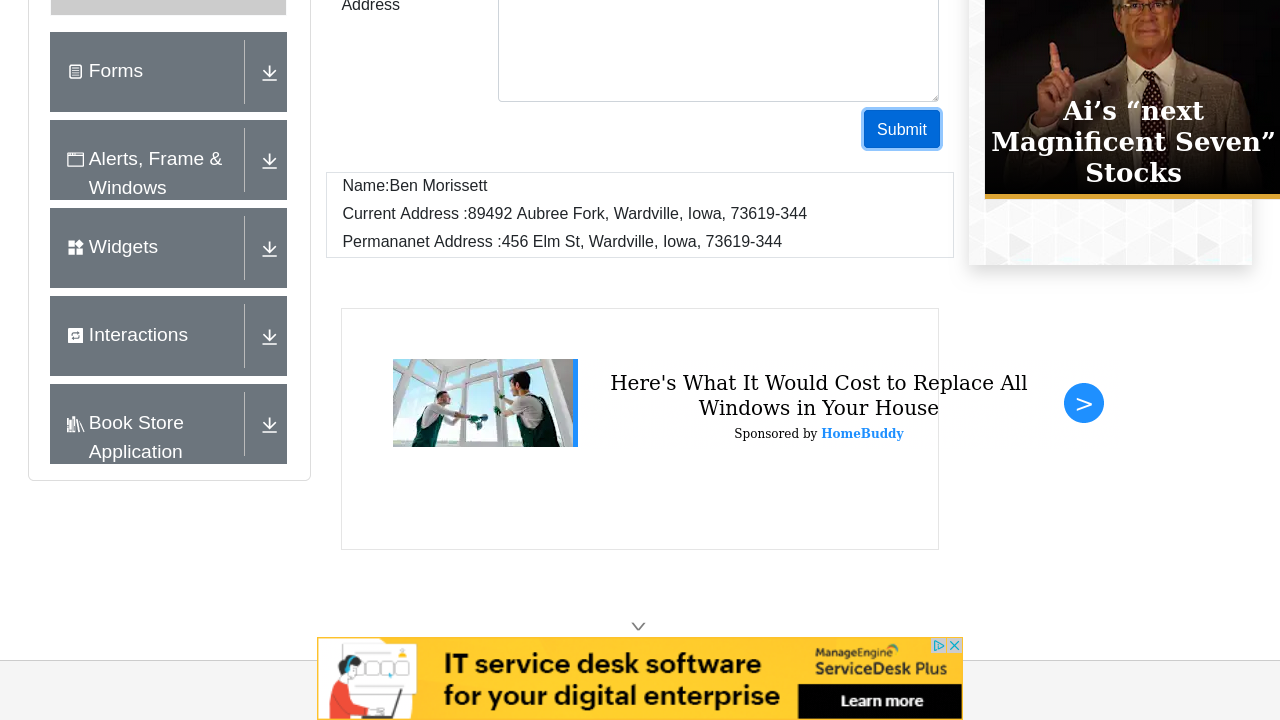 Address
Forms
Alerts, Frame &
Windows
Widgets
Interactions
Book Store
Application
Submit
Name:Ben Morissett
Current Address :89492 Aubree Fork, Wardville, Iowa, 73619-344
Permananet Address :456 Elm St, Wardville, Iowa, 73619-344
Ai’s “next
Magnificent Seven”
Stocks
Here's What It Would Cost to Replace All
Windows in Your House
Sponsored by HomeBuddy
>
IT service desk software
for your digital enterprise
ManageEngine
ServiceDesk Plus
Learn more